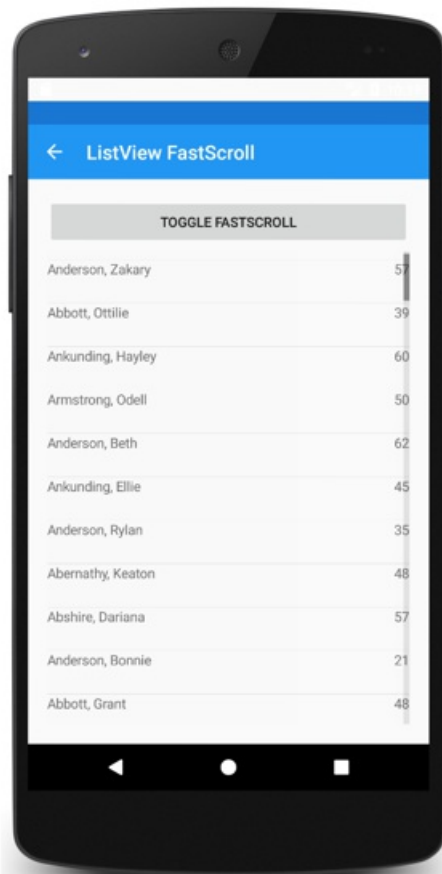 ListView FastScroll
TOGGLE FASTSCROLL
Anderson, Zakary 57
Abbott, Ottilie 39
Ankunding, Hayley 60
Armstrong, Odell 50
Anderson, Beth 62
Ankunding, Ellie 45
Anderson, Rylan 35
Abernathy, Keaton 48
Abshire, Dariana 57
Anderson, Bonnie 21
Abbott, Grant 48